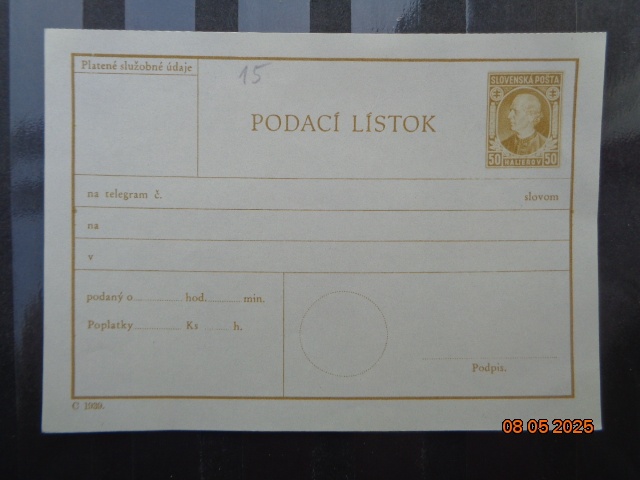 Platené služobné údaje
15
SLOVENSKÁ POŠTA
PODACÍ LÍSTOK
50 HALIEROV 50
na telegram č. slovom
na
v
podaný o hod. min.
Poplatky Ks h.
Podpis.
C 1939.
08 05 2025